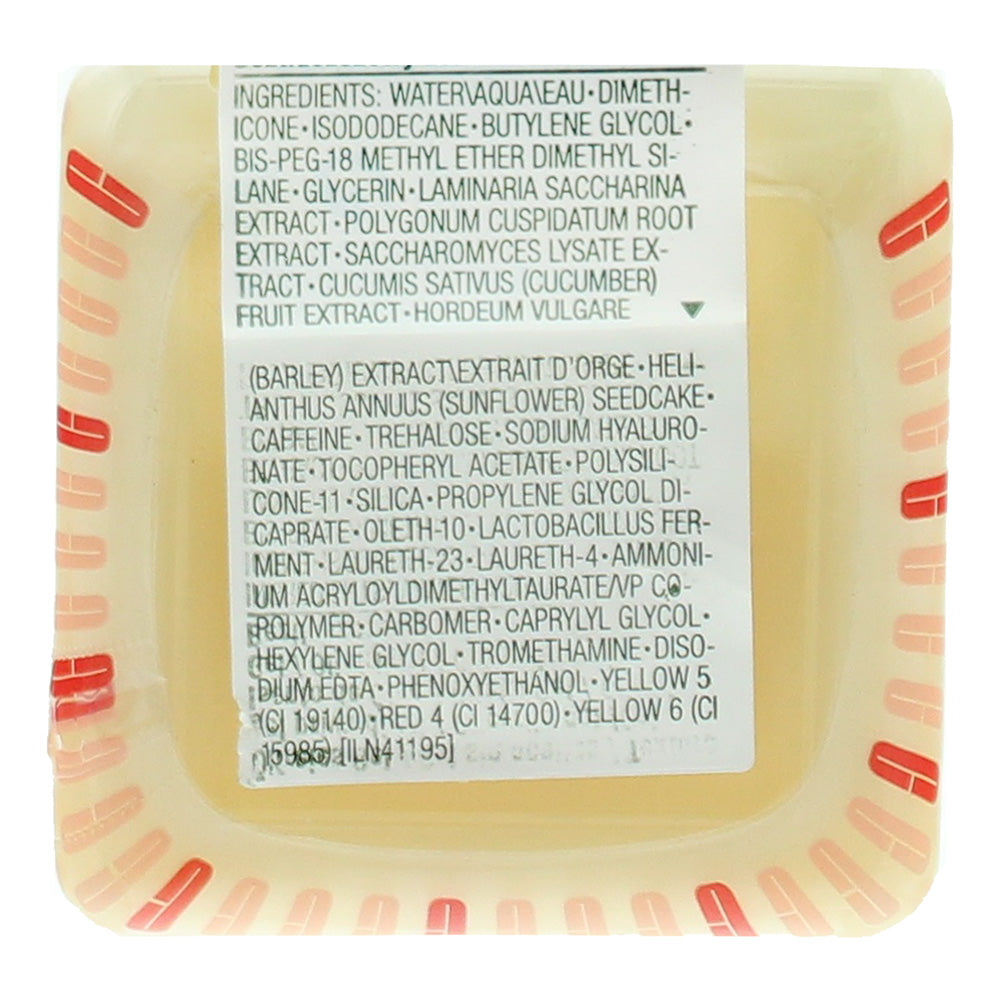 INGREDIENTS: WATER\AQUA\EAU • DIMETH-
ICONE • ISODODECANE • BUTYLENE GLYCOL •
BIS-PEG-18 METHYL ETHER DIMETHYL SI-
LANE • GLYCERIN • LAMINARIA SACCHARINA
EXTRACT • POLYGONUM CUSPIDATUM ROOT
EXTRACT • SACCHAROMYCES LYSATE EX-
TRACT • CUCUMIS SATIVUS (CUCUMBER)
FRUIT EXTRACT • HORDEUM VULGARE ▼
(BARLEY) EXTRACT\EXTRAIT D'ORGE • HELI-
ANTHUS ANNUUS (SUNFLOWER) SEEDCAKE •
CAFFEINE • TREHALOSE • SODIUM HYALURO-
NATE • TOCOPHERYL ACETATE • POLYSILI-
CONE-11 • SILICA • PROPYLENE GLYCOL DI-
CAPRATE • OLETH-10 • LACTOBACILLUS FER-
MENT • LAURETH-23 • LAURETH-4 • AMMONI-
UM ACRYLOYLDIMETHYLTAURATE/VP CO-
POLYMER • CARBOMER • CAPRYLYL GLYCOL •
HEXYLENE GLYCOL • TROMETHAMINE • DISO-
DIUM EDTA • PHENOXYETHANOL • YELLOW 5
(CI 19140) • RED 4 (CI 14700) • YELLOW 6 (CI
15985) [ILN41195]